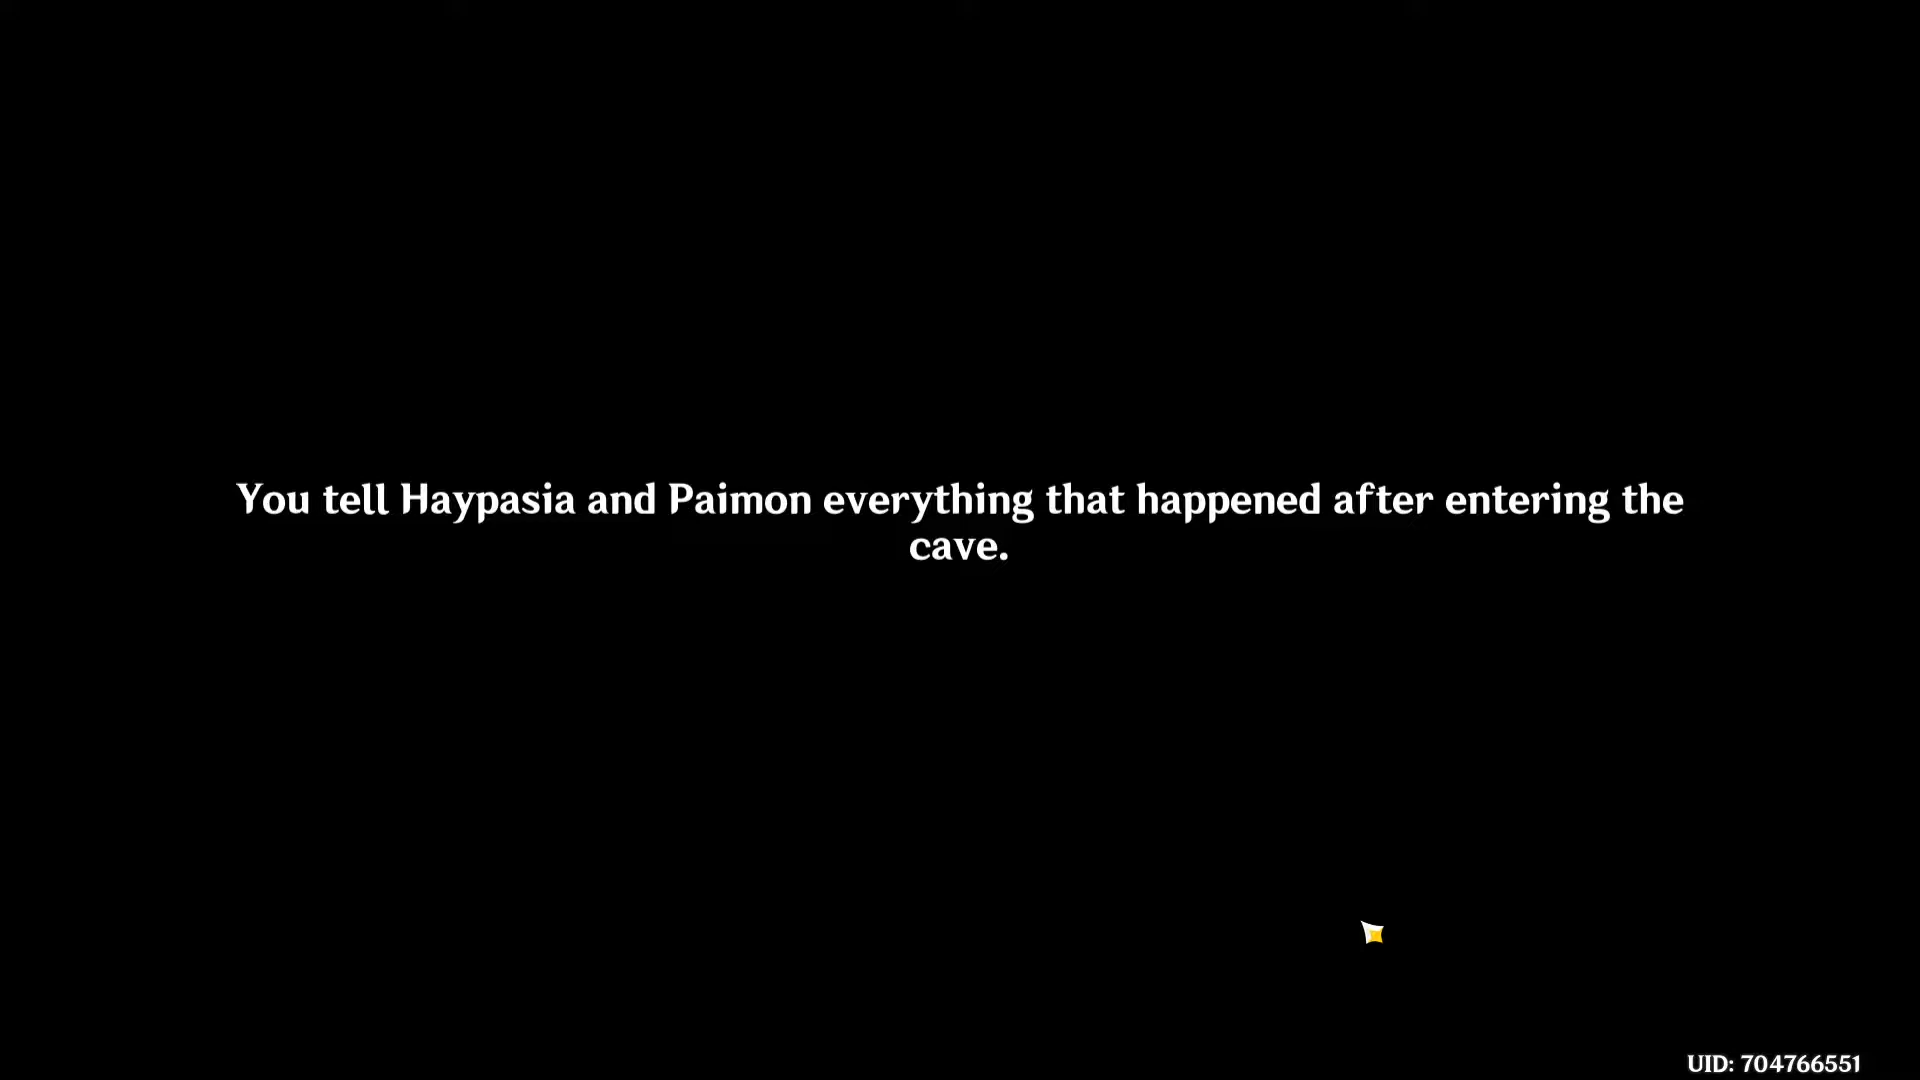 You tell Haypasia and Paimon everything that happened after entering the
cave.
UID: 704766551